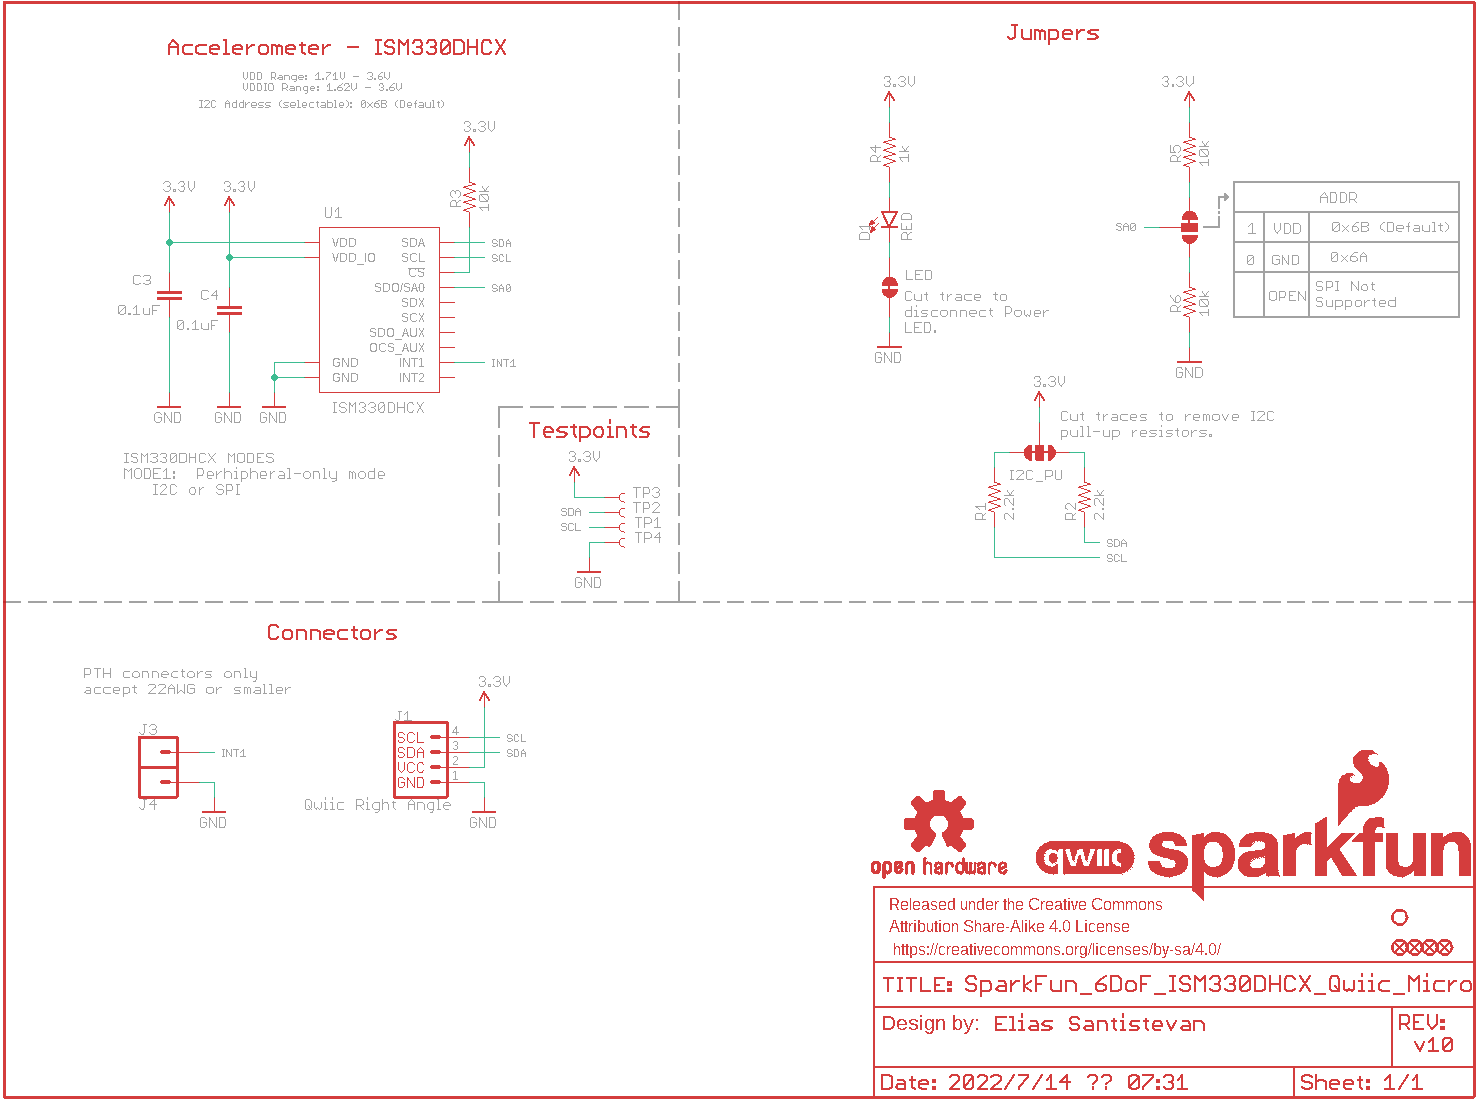 Accelerometer - ISM330DHCX
VDD Range: 1.71V - 3.6V
VDDIO Range: 1.62V - 3.6V
I2C Address (selectable): 0x6B (Default)
3.3V
R3
10k
3.3V
3.3V
U1
VDD
VDD_IO
GND
GND
SDA
SCL
CS
SDO/SA0
SDX
SCX
SDO_AUX
OCS_AUX
INT1
INT2
SDA
SCL
SA0
INT1
ISM330DHCX
C3
0.1uF
C4
0.1uF
GND
GND
GND
ISM330DHCX MODES
MODE1: Perhipheral-only mode
I2C or SPI
Testpoints
3.3V
TP3
SDA
TP2
SCL
TP1
TP4
GND
Jumpers
3.3V
R4
1k
D1
RED
LED
Cut trace to
disconnect Power
LED.
GND
3.3V
R5
10k
SA0
R6
10k
GND
ADDR
1 VDD 0x6B (Default)
0 GND 0x6A
OPEN SPI Not
Supported
3.3V
Cut traces to remove I2C
pull-up resistors.
I2C_PU
R1
2.2k
R2
2.2k
SDA
SCL
Connectors
PTH connectors only
accept 22AWG or smaller
J3
INT1
J4
GND
3.3V
J1
SCL 4 SCL
SDA 3 SDA
VCC 2
GND 1
Qwiic Right Angle
GND
open hardware
qwiic
sparkfun
Released under the Creative Commons
Attribution Share-Alike 4.0 License
https://creativecommons.org/licenses/by-sa/4.0/
TITLE: SparkFun_6DoF_ISM330DHCX_Qwiic_Micro
Design by: Elias Santistevan
REV:
v10
Date: 2022/7/14 ?? 07:31
Sheet: 1/1